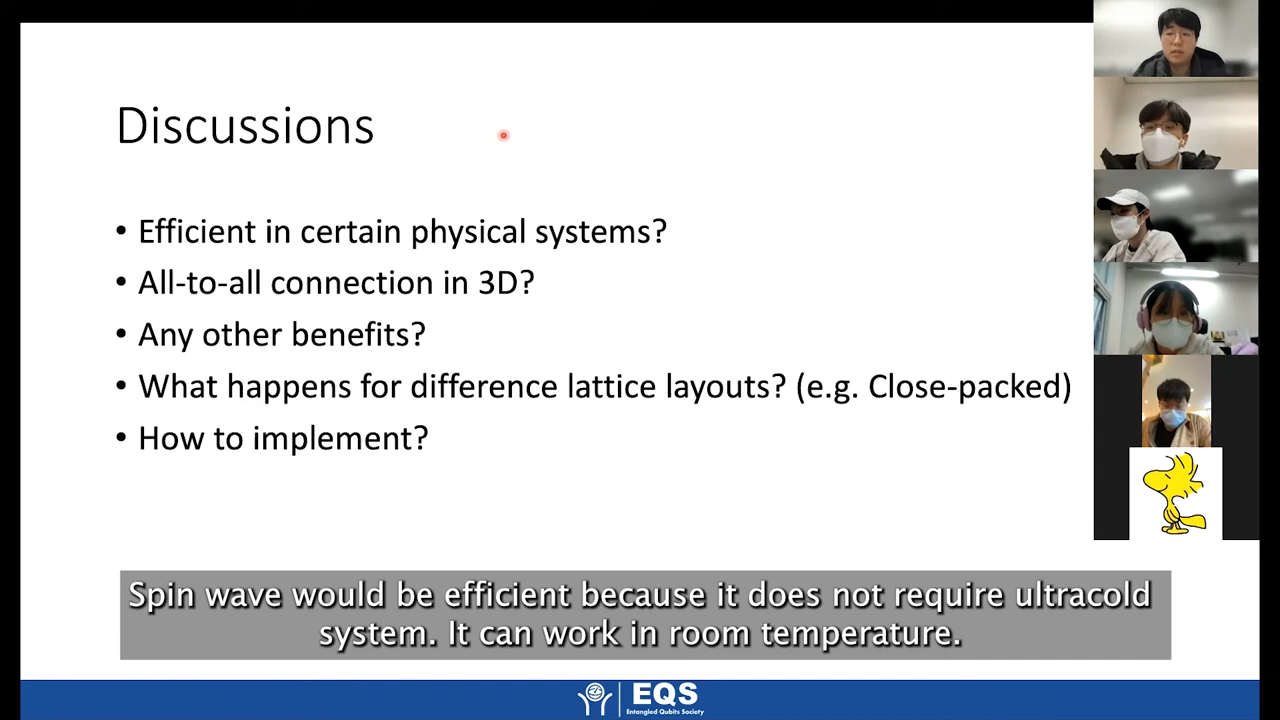 Discussions
• Efficient in certain physical systems?
• All-to-all connection in 3D?
• Any other benefits?
• What happens for difference lattice layouts? (e.g. Close-packed)
• How to implement?
Spin wave would be efficient because it does not require ultracold
system. It can work in room temperature.
EQS
Entangled Qubits Society